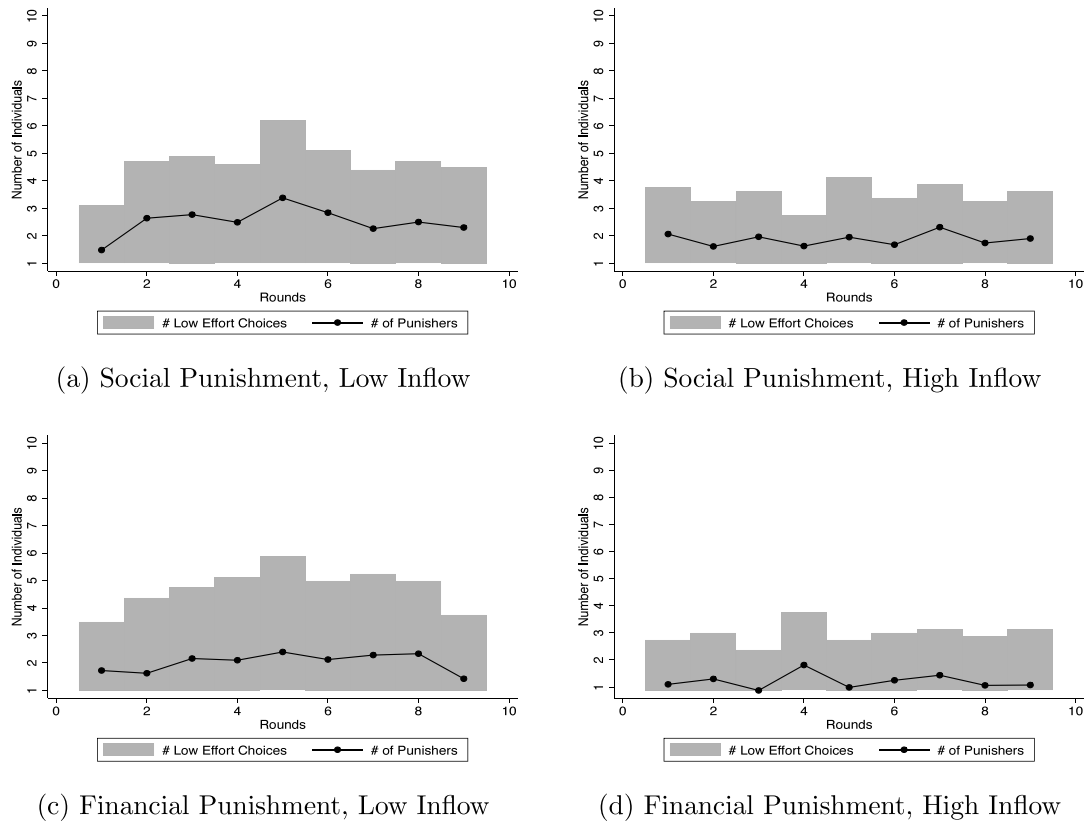 10
9
8
7
6
5
4
3
2
1
Number of Individuals
0 2 4 6 8 10
Rounds
# Low Effort Choices # of Punishers
(a) Social Punishment, Low Inflow
10
9
8
7
6
5
4
3
2
1
Number of Individuals
0 2 4 6 8 10
Rounds
# Low Effort Choices # of Punishers
(b) Social Punishment, High Inflow
10
9
8
7
6
5
4
3
2
1
Number of Individuals
0 2 4 6 8 10
Rounds
# Low Effort Choices # of Punishers
(c) Financial Punishment, Low Inflow
10
9
8
7
6
5
4
3
2
1
Number of Individuals
0 2 4 6 8 10
Rounds
# Low Effort Choices # of Punishers
(d) Financial Punishment, High Inflow